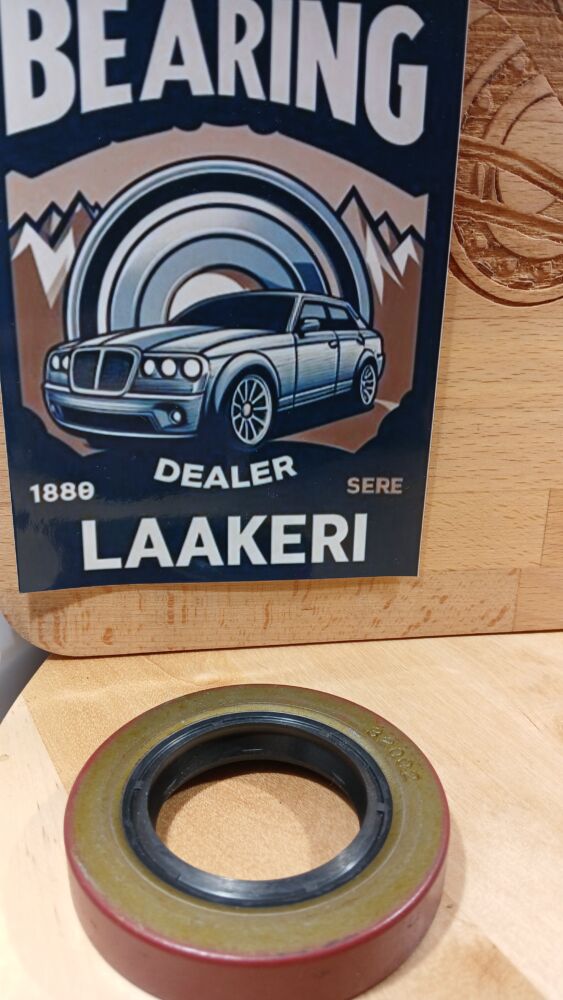 BEARING
DEALER
1880 SERE
LAAKERI